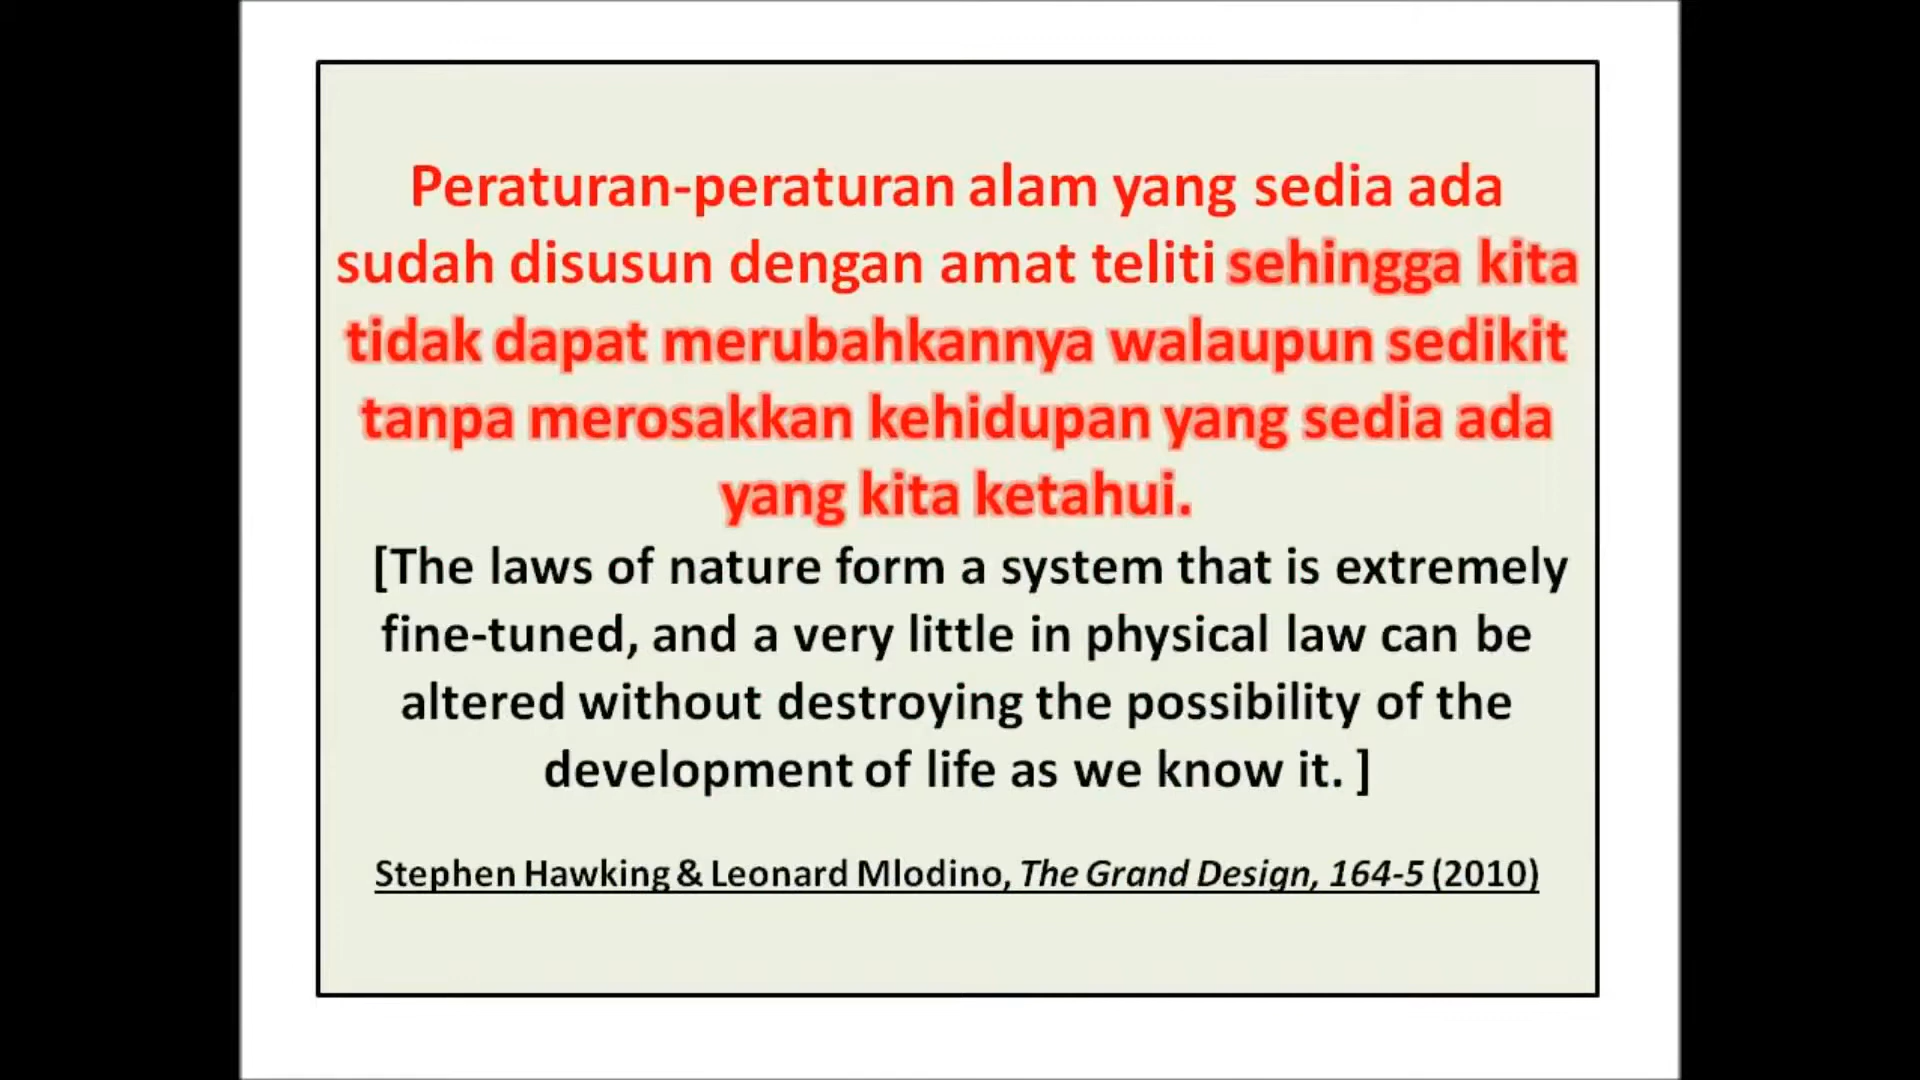 Peraturan-peraturan alam yang sedia ada
sudah disusun dengan amat teliti sehingga kita
tidak dapat merubahkannya walaupun sedikit
tanpa merosakkan kehidupan yang sedia ada
yang kita ketahui.
[The laws of nature form a system that is extremely
fine-tuned, and a very little in physical law can be
altered without destroying the possibility of the
development of life as we know it. ]
Stephen Hawking & Leonard Mlodino, The Grand Design, 164-5 (2010)